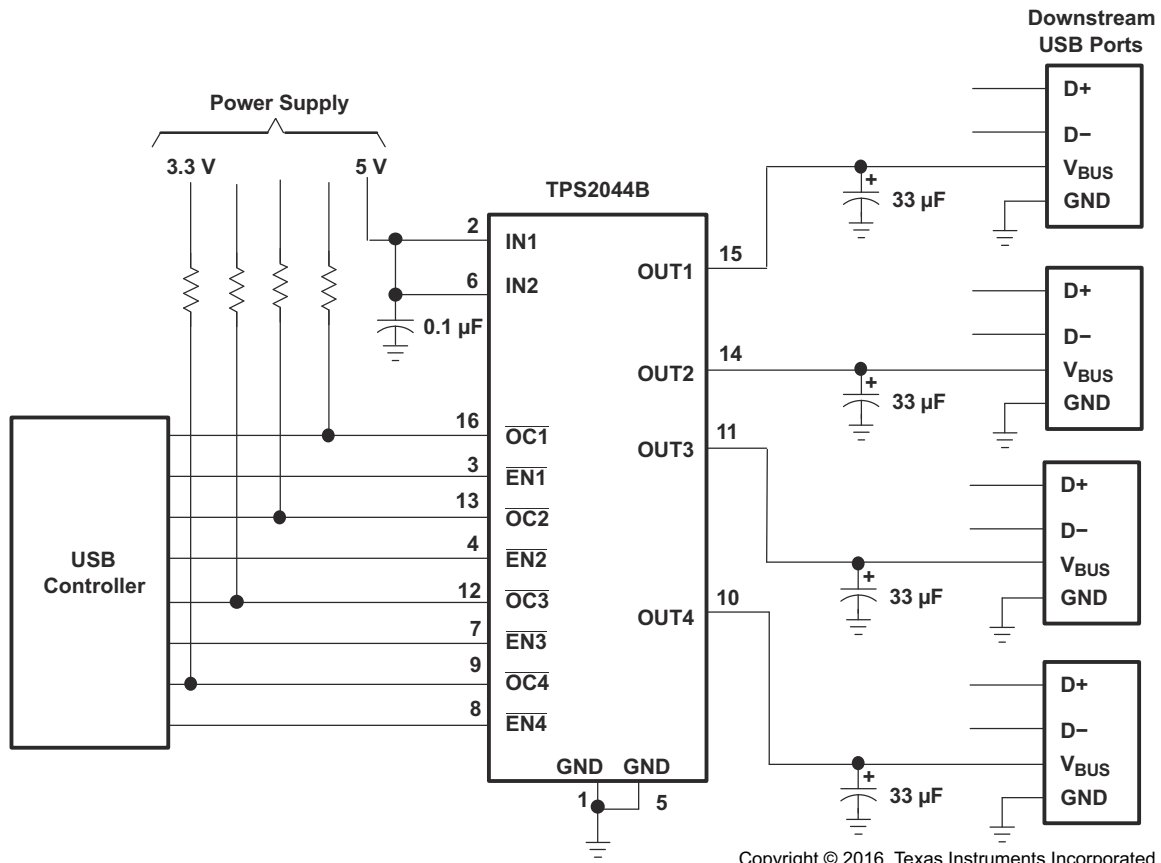 Downstream
USB Ports
Power Supply
3.3 V
5 V
TPS2044B
2
IN1
6
IN2
0.1 µF
16
OC1
3
EN1
13
OC2
4
EN2
12
OC3
7
EN3
9
OC4
8
EN4
USB
Controller
GND GND
1
5
OUT1
15
OUT2
14
OUT3
11
OUT4
10
+
33 µF
D+
D−
VBUS
GND
+
33 µF
D+
D−
VBUS
GND
+
33 µF
D+
D−
VBUS
GND
+
33 µF
D+
D−
VBUS
GND
Copyright © 2016, Texas Instruments Incorporated